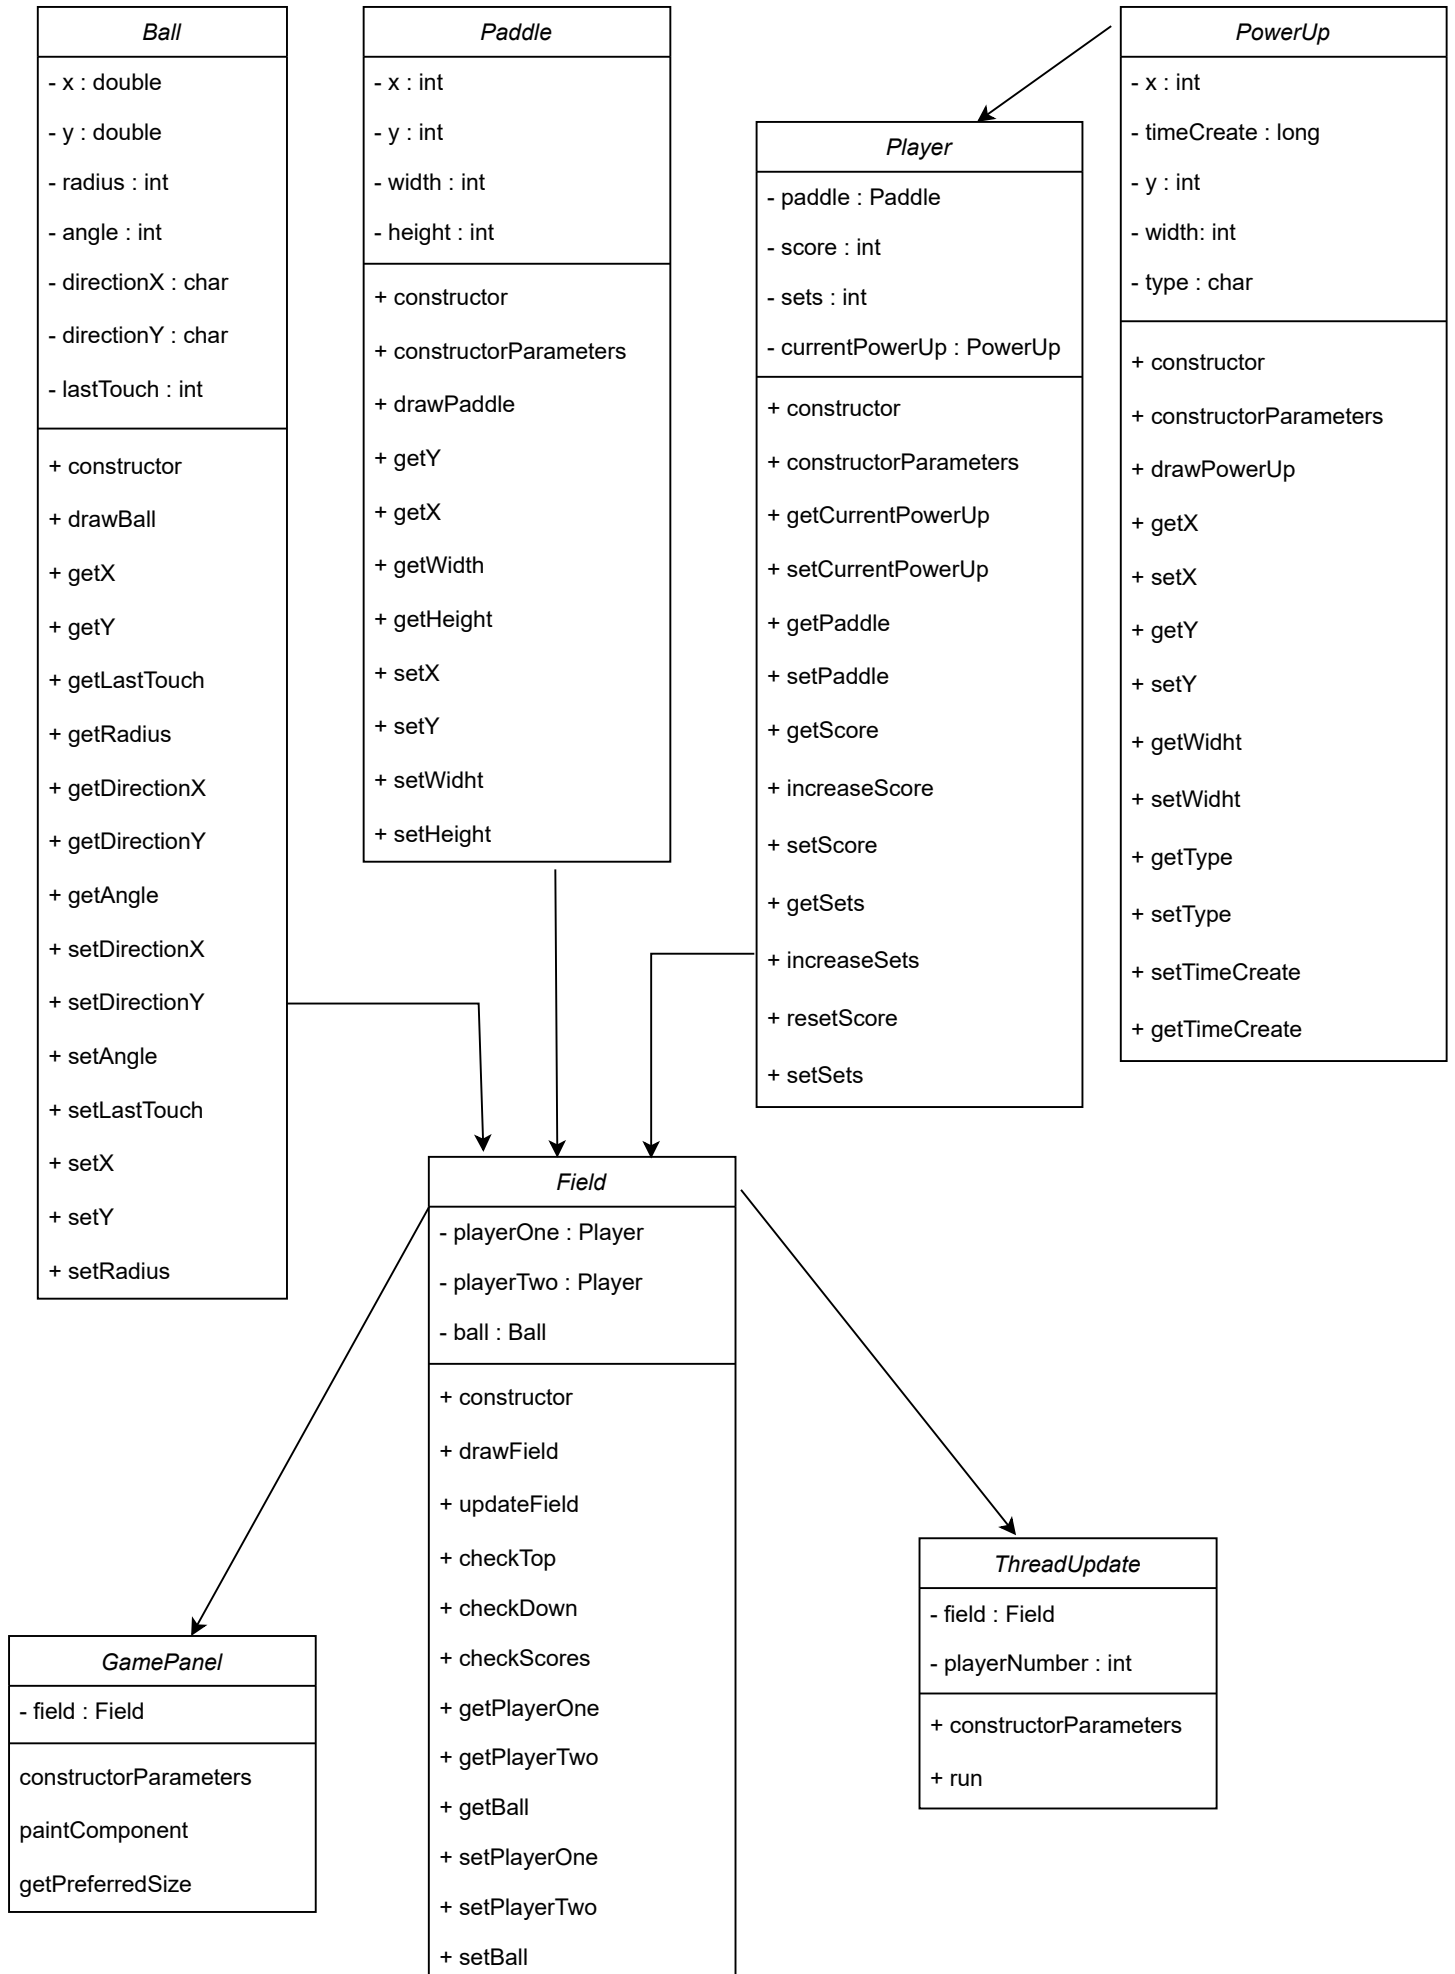 Ball
- x : double
- y : double
- radius : int
- angle : int
- directionX : char
- directionY : char
- lastTouch : int
+ constructor
+ drawBall
+ getX
+ getY
+ getLastTouch
+ getRadius
+ getDirectionX
+ getDirectionY
+ getAngle
+ setDirectionX
+ setDirectionY
+ setAngle
+ setLastTouch
+ setX
+ setY
+ setRadius
Paddle
- x : int
- y : int
- width : int
- height : int
+ constructor
+ constructorParameters
+ drawPaddle
+ getY
+ getX
+ getWidth
+ getHeight
+ setX
+ setY
+ setWidht
+ setHeight
Player
- paddle : Paddle
- score : int
- sets : int
- currentPowerUp : PowerUp
+ constructor
+ constructorParameters
+ getCurrentPowerUp
+ setCurrentPowerUp
+ getPaddle
+ setPaddle
+ getScore
+ increaseScore
+ setScore
+ getSets
+ increaseSets
+ resetScore
+ setSets
PowerUp
- x : int
- timeCreate : long
- y : int
- width: int
- type : char
+ constructor
+ constructorParameters
+ drawPowerUp
+ getX
+ setX
+ getY
+ setY
+ getWidht
+ setWidht
+ getType
+ setType
+ setTimeCreate
+ getTimeCreate
Field
- playerOne : Player
- playerTwo : Player
- ball : Ball
+ constructor
+ drawField
+ updateField
+ checkTop
+ checkDown
+ checkScores
+ getPlayerOne
+ getPlayerTwo
+ getBall
+ setPlayerOne
+ setPlayerTwo
+ setBall
GamePanel
- field : Field
constructorParameters
paintComponent
getPreferredSize
ThreadUpdate
- field : Field
- playerNumber : int
+ constructorParameters
+ run